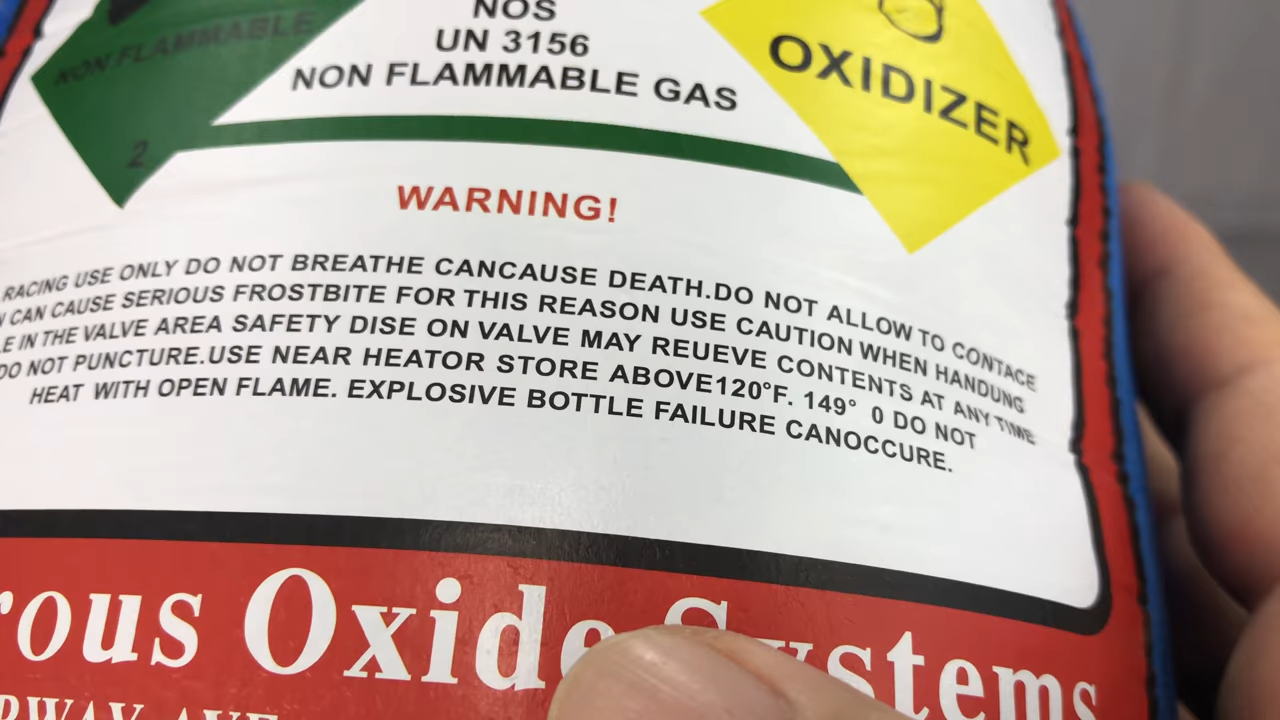 NON FLAMMABLE
2
NOS
UN 3156
NON FLAMMABLE GAS
OXIDIZER
WARNING!
RACING USE ONLY DO NOT BREATHE CANCAUSE DEATH.DO NOT ALLOW TO CONTACE
CAN CAUSE SERIOUS FROSTBITE FOR THIS REASON USE CAUTION WHEN HANDUNG
IN THE VALVE AREA SAFETY DISE ON VALVE MAY REUEVE CONTENTS AT ANY TIME
DO NOT PUNCTURE.USE NEAR HEATOR STORE ABOVE120°F. 149° 0 DO NOT
HEAT WITH OPEN FLAME. EXPLOSIVE BOTTLE FAILURE CANOCCURE.
rous Oxide Systems